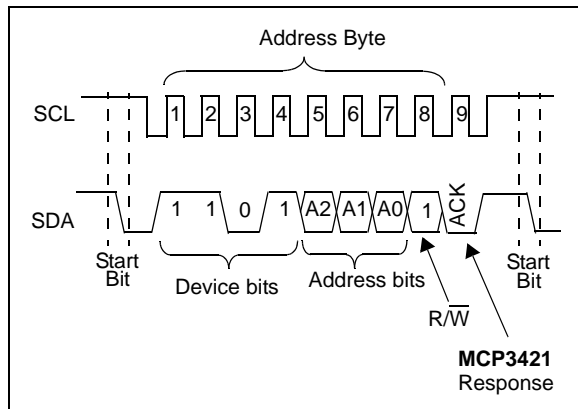 Address Byte
SCL 1 2 3 4 5 6 7 8 9
SDA 1 1 0 1 A2 A1 A0 1 ACK
Start
Bit
Device bits
Address bits
Start
Bit
R/W̅
MCP3421
Response